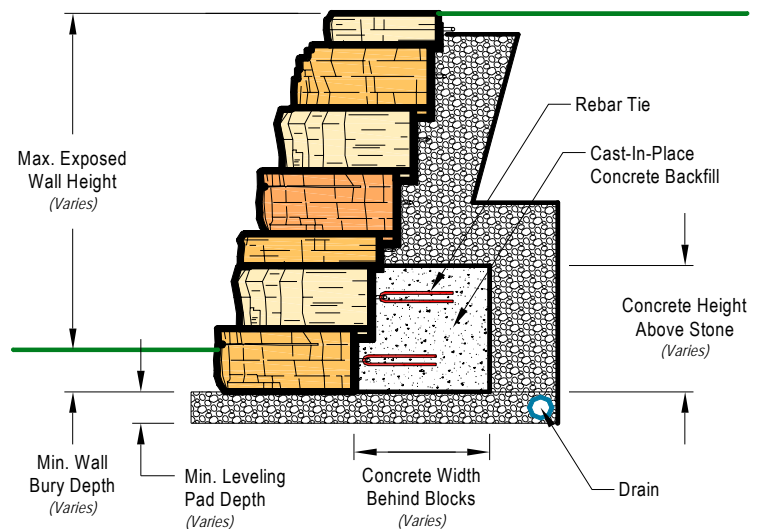 Rebar Tie
Cast-In-Place
Concrete Backfill
Max. Exposed
Wall Height
(Varies)
Concrete Height
Above Stone
(Varies)
Min. Wall
Bury Depth
(Varies)
Min. Leveling
Pad Depth
(Varies)
Concrete Width
Behind Blocks
(Varies)
Drain